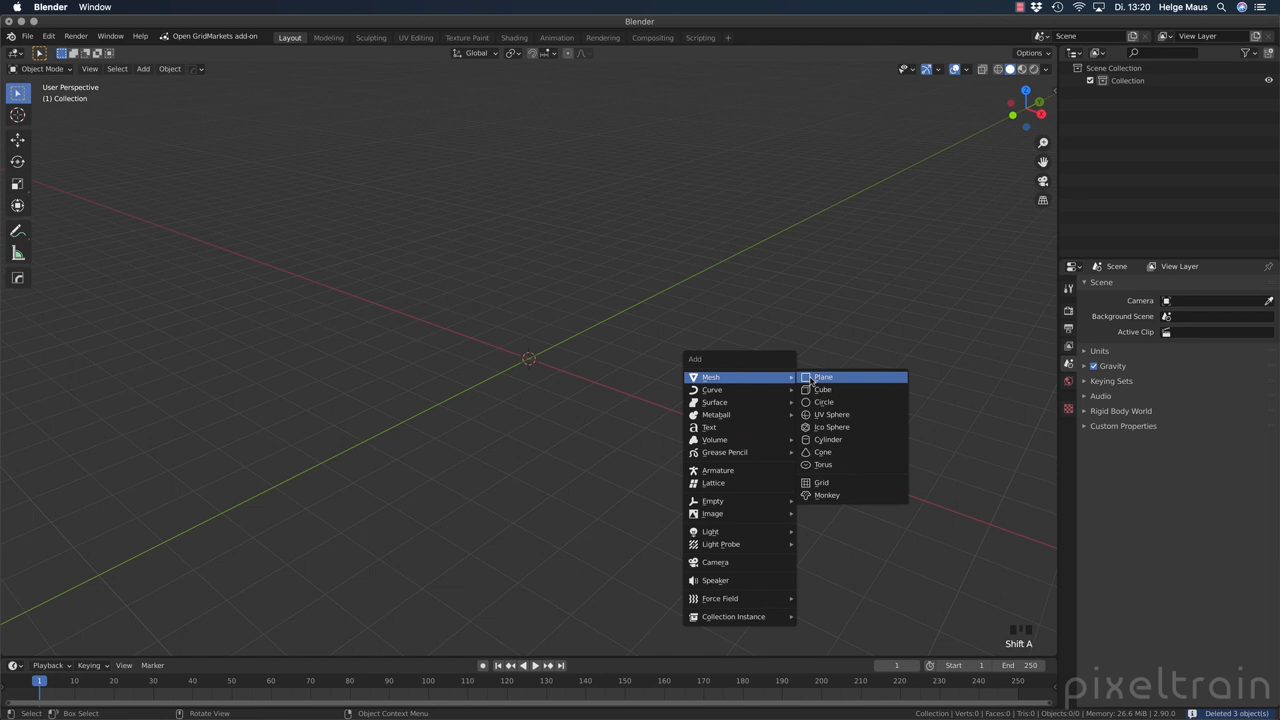 Blender Window
Di. 13:20 Helge Maus
Blender
File Edit Render Window Help Open GridMarkets add-on
Layout Modeling Sculpting UV Editing Texture Paint Shading Animation Rendering Compositing Scripting
Scene
View Layer
Global
Options
Object Mode View Select Add Object
User Perspective
(1) Collection
Z
Y
X
Scene Collection
Collection
Scene View Layer
Scene
Camera
Background Scene
Active Clip
Units
Gravity
Keying Sets
Audio
Rigid Body World
Custom Properties
Add
Mesh
Curve
Surface
Metaball
Text
Volume
Grease Pencil
Armature
Lattice
Empty
Image
Light
Light Probe
Camera
Speaker
Force Field
Collection Instance
Plane
Cube
Circle
UV Sphere
Ico Sphere
Cylinder
Cone
Torus
Grid
Monkey
Shift A
Playback Keying View Marker
1 Start 1 End 250
1 10 20 30 40 50 60 70 80 90 100 110 120 130 140 150 160 170 180 190 200 210 220 230 240 250
pixeltrain
Select Box Select Rotate View Object Context Menu
Collection | Verts:0 | Faces:0 | Tris:0 | Objects:0/0 | Memory: 26.6 MiB | 2.90.0 Deleted 3 object(s)